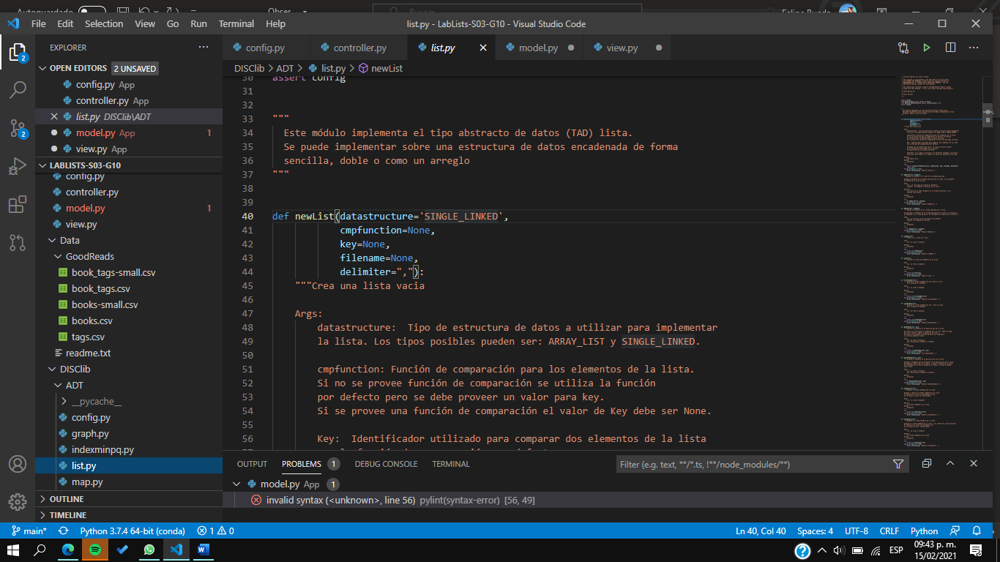 Autoguardado
Obser
Buscar
Felipe Rueda
File Edit Selection View Go Run Terminal Help
list.py - LabLists-S03-G10 - Visual Studio Code
EXPLORER
OPEN EDITORS 2 UNSAVED
config.py App
controller.py App
list.py DISClib\ADT
model.py App 1
view.py App
LABLISTS-S03-G10
config.py
controller.py
model.py 1
view.py
Data
GoodReads
book_tags-small.csv
book_tags.csv
books-small.csv
books.csv
tags.csv
readme.txt
DISClib
ADT
__pycache__
config.py
graph.py
indexminpq.py
list.py
map.py
OUTLINE
TIMELINE
2
2
config.py controller.py list.py model.py view.py
DISClib > ADT > list.py > newList
30 assert config
31
32
33 """
34 Este módulo implementa el tipo abstracto de datos (TAD) lista.
35 Se puede implementar sobre una estructura de datos encadenada de forma
36 sencilla, doble o como un arreglo
37 """
38
39
40 def newList(datastructure='SINGLE_LINKED',
41 cmpfunction=None,
42 key=None,
43 filename=None,
44 delimiter=","):
45 """Crea una lista vacia
46
47 Args:
48 datastructure: Tipo de estructura de datos a utilizar para implementar
49 la lista. Los tipos posibles pueden ser: ARRAY_LIST y SINGLE_LINKED.
50
51 cmpfunction: Función de comparación para los elementos de la lista.
52 Si no se provee función de comparación se utiliza la función
53 por defecto pero se debe proveer un valor para key.
54 Si se provee una función de comparación el valor de Key debe ser None.
55
56 Key: Identificador utilizado para comparar dos elementos de la lista
OUTPUT PROBLEMS 1 DEBUG CONSOLE TERMINAL
Filter (e.g. text, **/*.ts, !**/node_modules/**)
model.py App 1
invalid syntax (<unknown>, line 56) pylint(syntax-error) [56, 49]
main* Python 3.7.4 64-bit (conda) 1 0
Ln 40, Col 40 Spaces: 4 UTF-8 CRLF Python
ESP
09:43 p. m.
15/02/2021